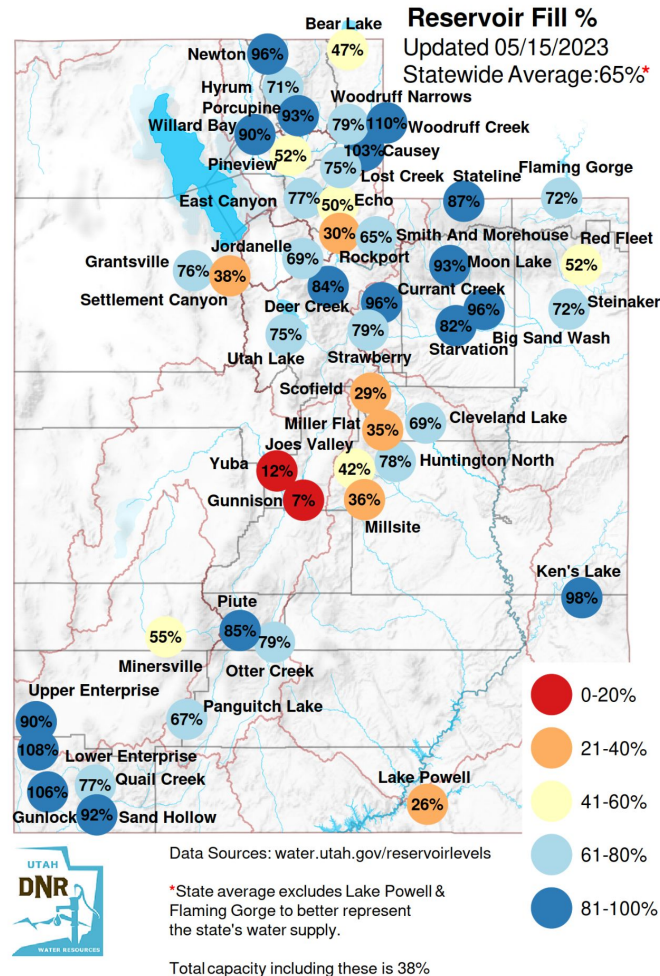 Reservoir Fill %
Updated 05/15/2023
Statewide Average:65%*
Bear Lake
47%
Newton
96%
Hyrum
71%
Porcupine
93%
Woodruff Narrows
79%
110%
Woodruff Creek
Willard Bay
90%
103%
Causey
Pineview
52%
75%
Lost Creek
Stateline
87%
Flaming Gorge
72%
East Canyon
77%
50%
Echo
30%
Rockport
65%
Smith And Morehouse
Red Fleet
52%
Jordanelle
69%
Grantsville
76%
38%
Settlement Canyon
93%
Moon Lake
84%
Deer Creek
Currant Creek
96%
96%
Big Sand Wash
72%
Steinaker
82%
Starvation
75%
Utah Lake
79%
Strawberry
Scofield
29%
Miller Flat
35%
69%
Cleveland Lake
Joes Valley
42%
78%
Huntington North
Yuba
12%
Gunnison
7%
36%
Millsite
Ken's Lake
98%
Piute
85%
79%
Otter Creek
55%
Minersville
Upper Enterprise
90%
67%
Panguitch Lake
108%
Lower Enterprise
77%
Quail Creek
106%
Gunlock
92%
Sand Hollow
Lake Powell
26%
0-20%
21-40%
41-60%
61-80%
81-100%
UTAH
DNR
WATER RESOURCES
Data Sources: water.utah.gov/reservoirlevels
*State average excludes Lake Powell &
Flaming Gorge to better represent
the state's water supply.
Total capacity including these is 38%